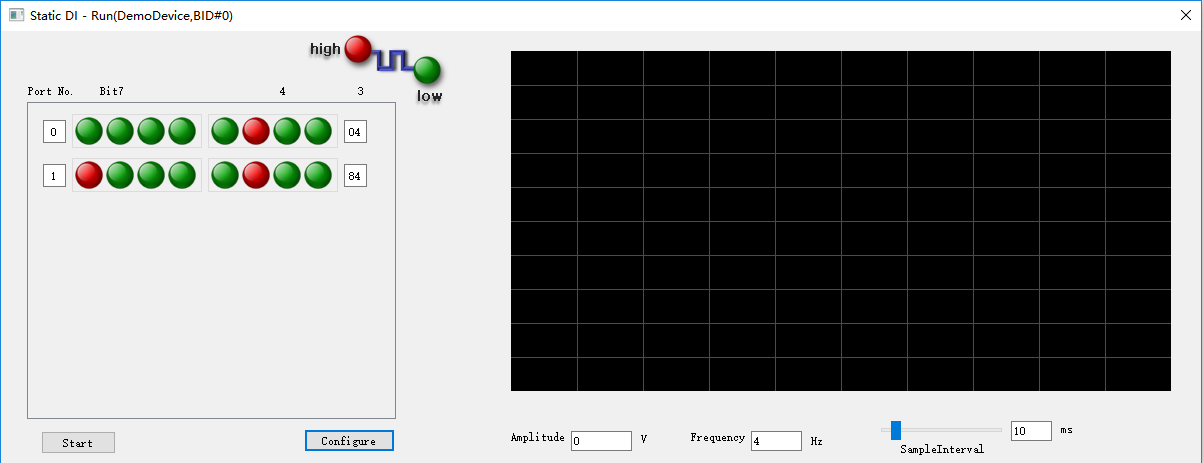 Static DI - Run(DemoDevice,BID#0)
high
low
Port No. Bit7 4 3
0 04
1 84
Start Configure
Amplitude 0 V Frequency 4 Hz 10 ms
SampleInterval